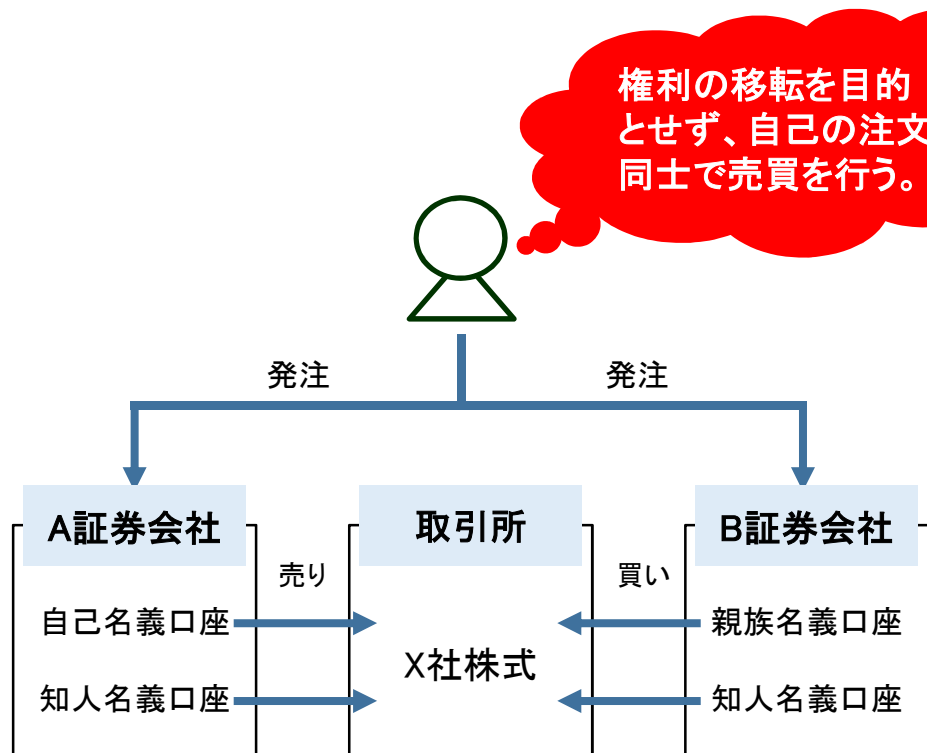 権利の移転を目的
とせず、自己の注文
同士で売買を行う。
発注
発注
A証券会社
取引所
B証券会社
売り
買い
自己名義口座
親族名義口座
X社株式
知人名義口座
知人名義口座